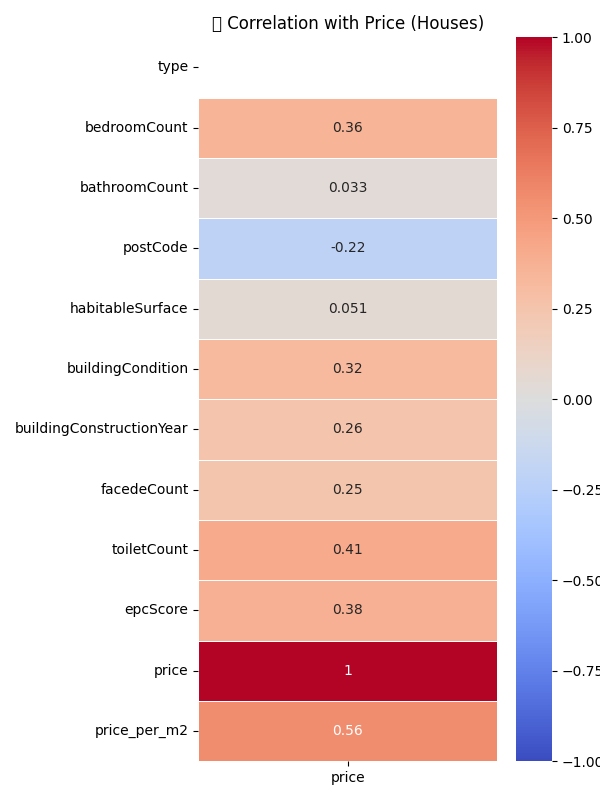 Correlation with Price (Houses)
type
bedroomCount 0.36
bathroomCount 0.033
postCode -0.22
habitableSurface 0.051
buildingCondition 0.32
buildingConstructionYear 0.26
facedeCount 0.25
toiletCount 0.41
epcScore 0.38
price 1
price_per_m2 0.56
price
1.00
0.75
0.50
0.25
0.00
−0.25
−0.50
−0.75
−1.00